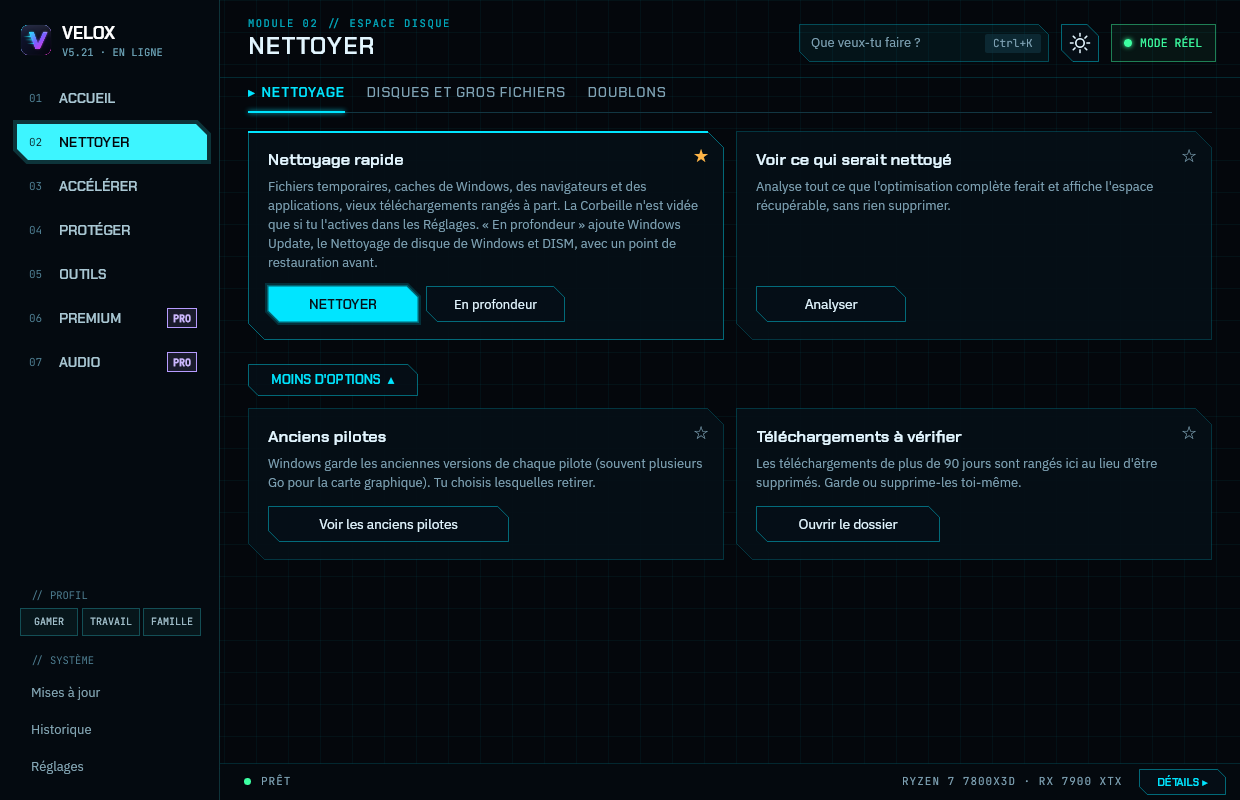 VELOX
V5.21 · EN LIGNE
01 ACCUEIL
02 NETTOYER
03 ACCÉLÉRER
04 PROTÉGER
05 OUTILS
06 PREMIUM PRO
07 AUDIO PRO
// PROFIL
GAMER TRAVAIL FAMILLE
// SYSTÈME
Mises à jour
Historique
Réglages
MODULE 02 // ESPACE DISQUE
NETTOYER
Que veux-tu faire ? Ctrl+K
MODE RÉEL
▸ NETTOYAGE DISQUES ET GROS FICHIERS DOUBLONS
Nettoyage rapide ★
Fichiers temporaires, caches de Windows, des navigateurs et des
applications, vieux téléchargements rangés à part. La Corbeille n'est vidée
que si tu l'actives dans les Réglages. « En profondeur » ajoute Windows
Update, le Nettoyage de disque de Windows et DISM, avec un point de
restauration avant.
NETTOYER En profondeur
Voir ce qui serait nettoyé ☆
Analyse tout ce que l'optimisation complète ferait et affiche l'espace
récupérable, sans rien supprimer.
Analyser
MOINS D'OPTIONS ▴
Anciens pilotes ☆
Windows garde les anciennes versions de chaque pilote (souvent plusieurs
Go pour la carte graphique). Tu choisis lesquelles retirer.
Voir les anciens pilotes
Téléchargements à vérifier ☆
Les téléchargements de plus de 90 jours sont rangés ici au lieu d'être
supprimés. Garde ou supprime-les toi-même.
Ouvrir le dossier
PRÊT
RYZEN 7 7800X3D · RX 7900 XTX
DÉTAILS ▸